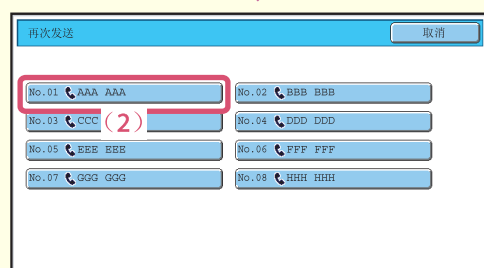 再次发送 取消
No.01 AAA AAA No.02 BBB BBB
No.03 CCC (2) No.04 DDD DDD
No.05 EEE EEE No.06 FFF FFF
No.07 GGG GGG No.08 HHH HHH